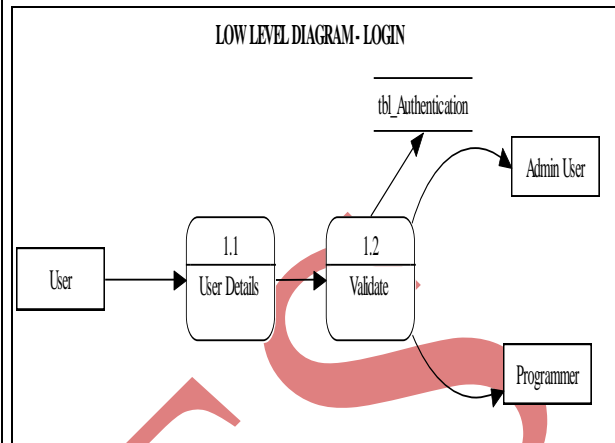 LOW LEVEL DIAGRAM - LOGIN
tbl_Authentication
Admin User
1.1
1.2
User
User Details
Validate
Programmer